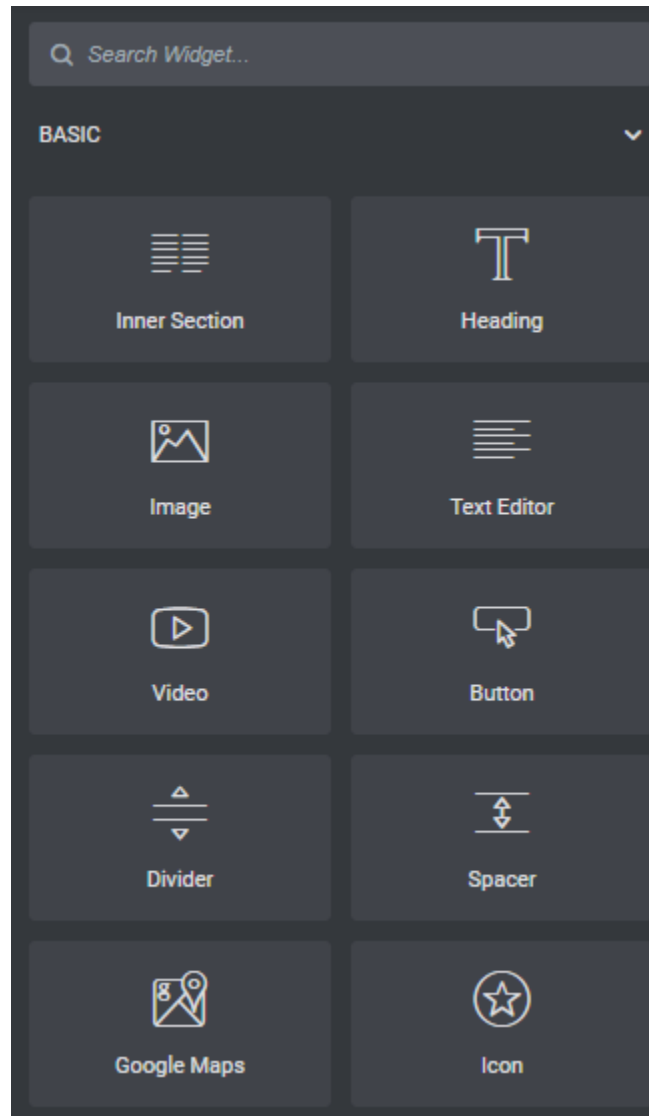 Search Widget...
BASIC
Inner Section
Heading
Image
Text Editor
Video
Button
Divider
Spacer
Google Maps
Icon